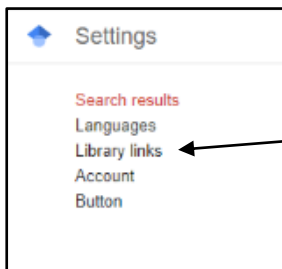 Settings
Search results
Languages
Library links
Account
Button